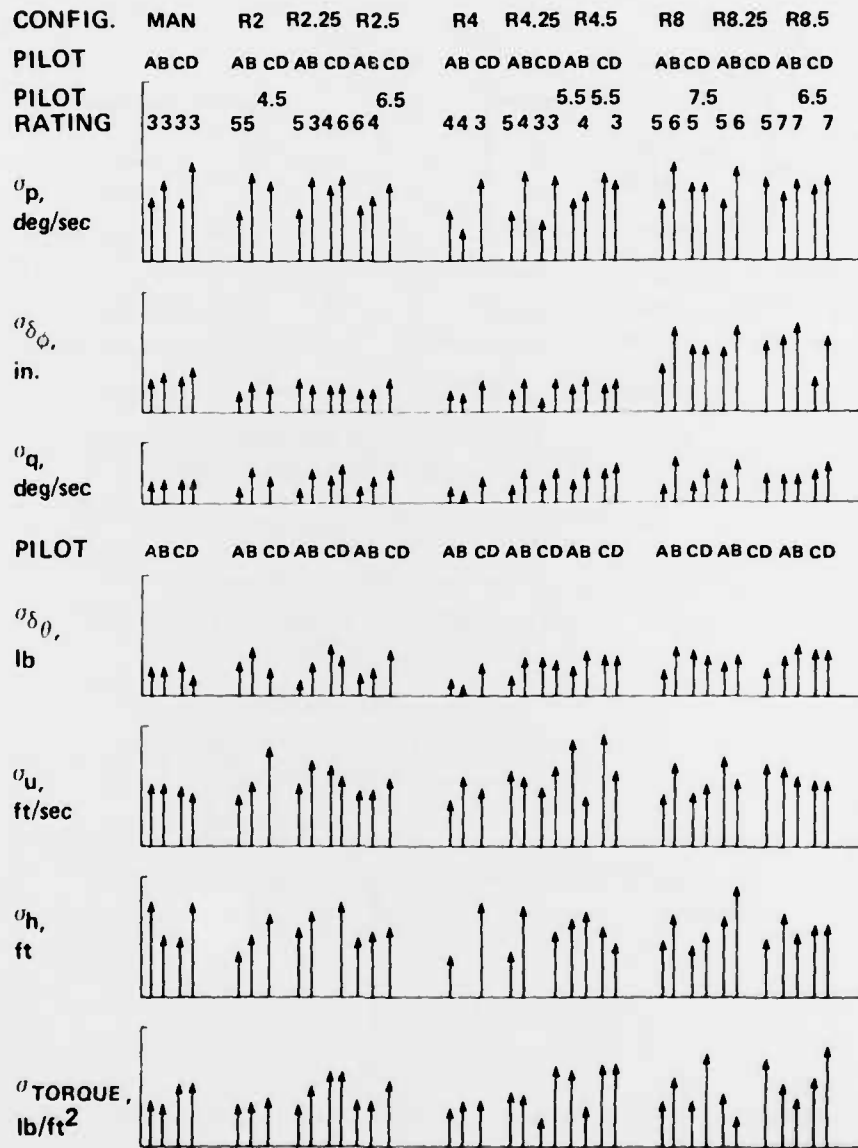 CONFIG. MAN R2 R2.25 R2.5 R4 R4.25 R4.5 R8 R8.25 R8.5
PILOT AB CD AB CD AB CD AB CD AB CD ABCD AB CD AB CD AB CD AB CD
PILOT 4.5 6.5 5.5 5.5 7.5 6.5
RATING 3333 55 5346 64 443 5433 4 3 5 65 56 577 7
σp,
deg/sec
σδϕ,
in.
σq,
deg/sec
PILOT AB CD AB CD AB CD AB CD AB CD AB CD AB CD AB CD AB CD AB CD
σδθ,
lb
σu,
ft/sec
σh,
ft
σTORQUE,
lb/ft²